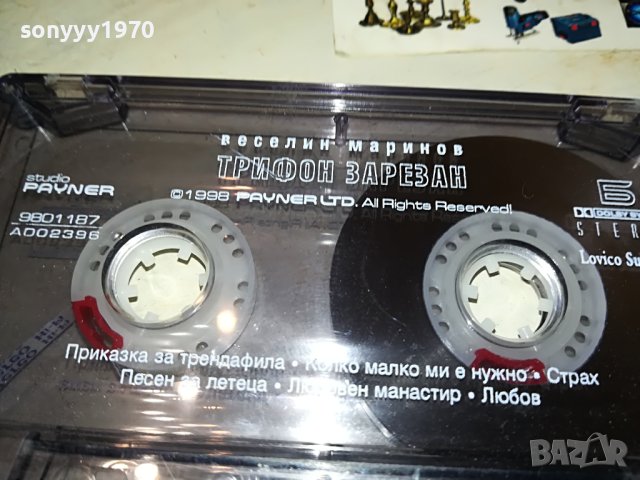 sonyyy1970
веселин маринов
ТРИФОН ЗАРЕЗАН
©1998 PAYNER LTD. All Rights Reserved!
studio
PAYNER
9801187
A002396
Б
DOLBY
STER
Lovico Su
Приказка за трендафила • Колко малко ми е нужно • Страх
Песен за летеца • Любовен манастир • Любов
BAZAR